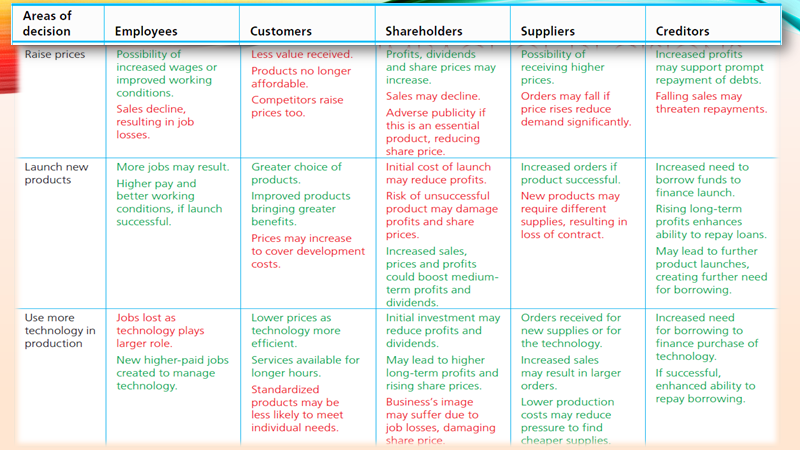 Areas of
decision
Employees
Customers
Shareholders
Suppliers
Creditors
Raise prices
Possibility of
increased wages or
improved working
conditions.
Sales decline,
resulting in job
losses.
Less value received.
Products no longer
affordable.
Competitors raise
prices too.
Profits, dividends
and share prices may
increase.
Sales may decline.
Adverse publicity if
this is an essential
product, reducing
share price.
Possibility of
receiving higher
prices.
Orders may fall if
price rises reduce
demand significantly.
Increased profits
may support prompt
repayment of debts.
Falling sales may
threaten repayments.
Launch new
products
More jobs may result.
Higher pay and
better working
conditions, if launch
successful.
Greater choice of
products.
Improved products
bringing greater
benefits.
Prices may increase
to cover development
costs.
Initial cost of launch
may reduce profits.
Risk of unsuccessful
product may damage
profits and share
prices.
Increased sales,
prices and profits
could boost medium-
term profits and
dividends.
Increased orders if
product successful.
New products may
require different
supplies, resulting in
loss of contract.
Increased need to
borrow funds to
finance launch.
Rising long-term
profits enhances
ability to repay loans.
May lead to further
product launches,
creating further need
for borrowing.
Use more
technology in
production
Jobs lost as
technology plays
larger role.
New higher-paid jobs
created to manage
technology.
Lower prices as
technology more
efficient.
Services available for
longer hours.
Standardized
products may be
less likely to meet
individual needs.
Initial investment may
reduce profits and
dividends.
May lead to higher
long-term profits and
rising share prices.
Business's image
may suffer due to
job losses, damaging
share price.
Orders received for
new supplies or for
the technology.
Increased sales
may result in larger
orders.
Lower production
costs may reduce
pressure to find
cheaper supplies.
Increased need
for borrowing to
finance purchase of
technology.
If successful,
enhanced ability to
repay borrowing.